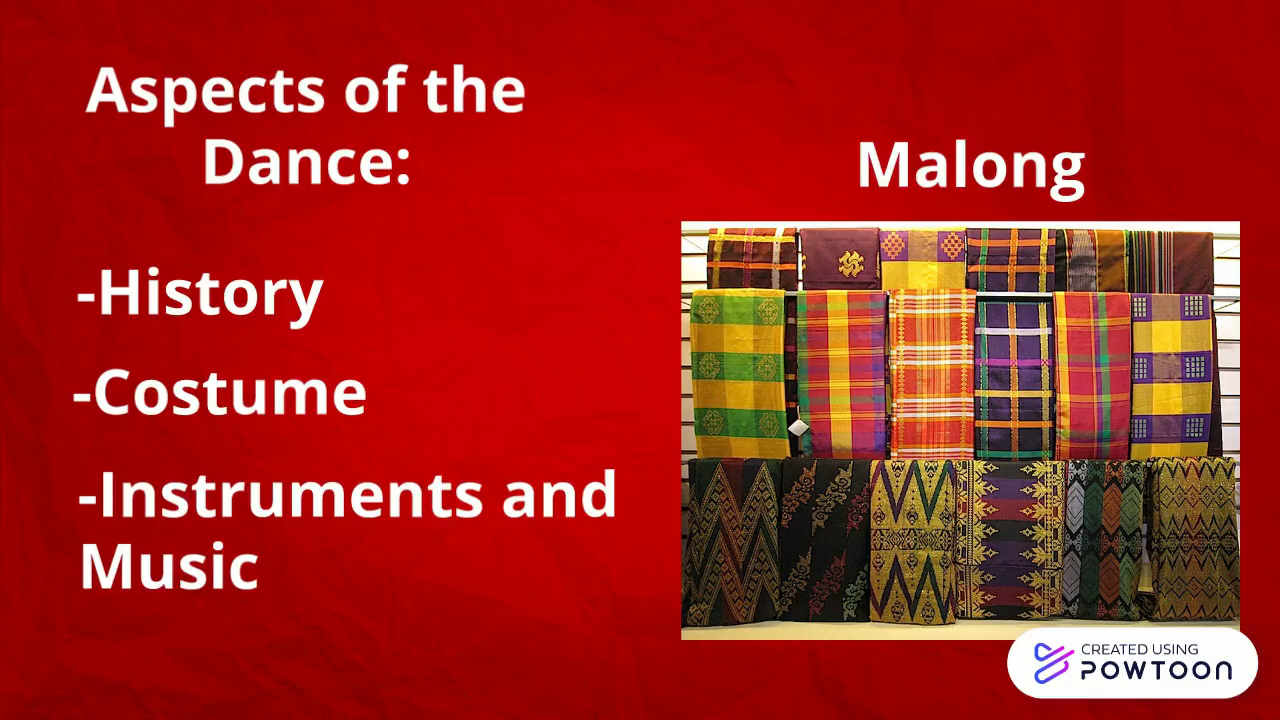 Aspects of the
Dance:
-History
-Costume
-Instruments and
Music
Malong
CREATED USING
POWTOON